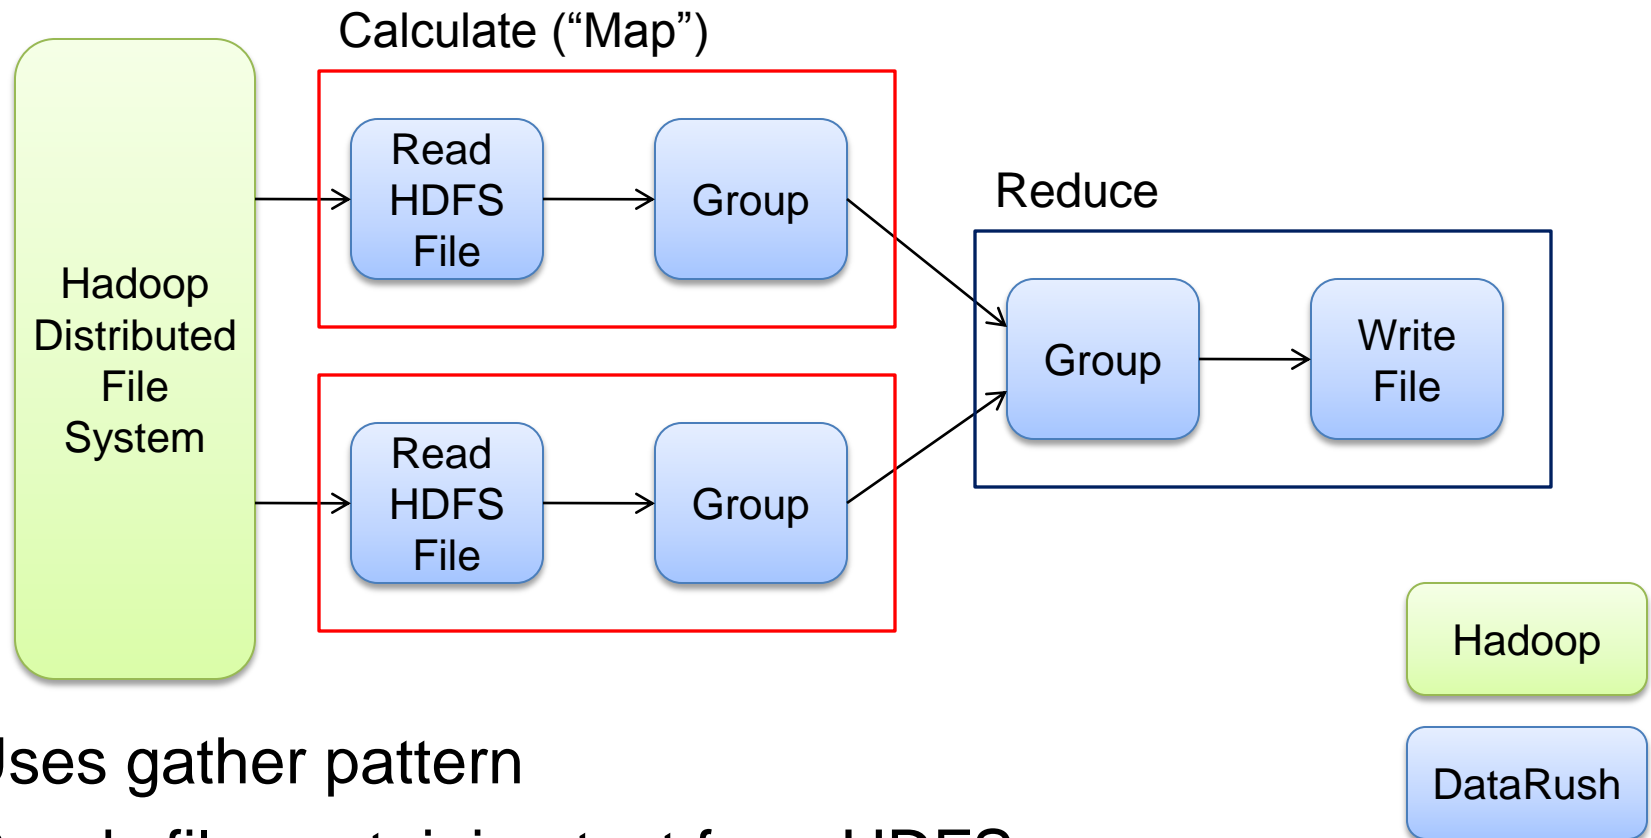 Calculate (“Map”)
Hadoop
Distributed
File
System
Read
HDFS
File
Group
Read
HDFS
File
Group
Reduce
Group
Write
File
Hadoop
DataRush
Uses gather pattern